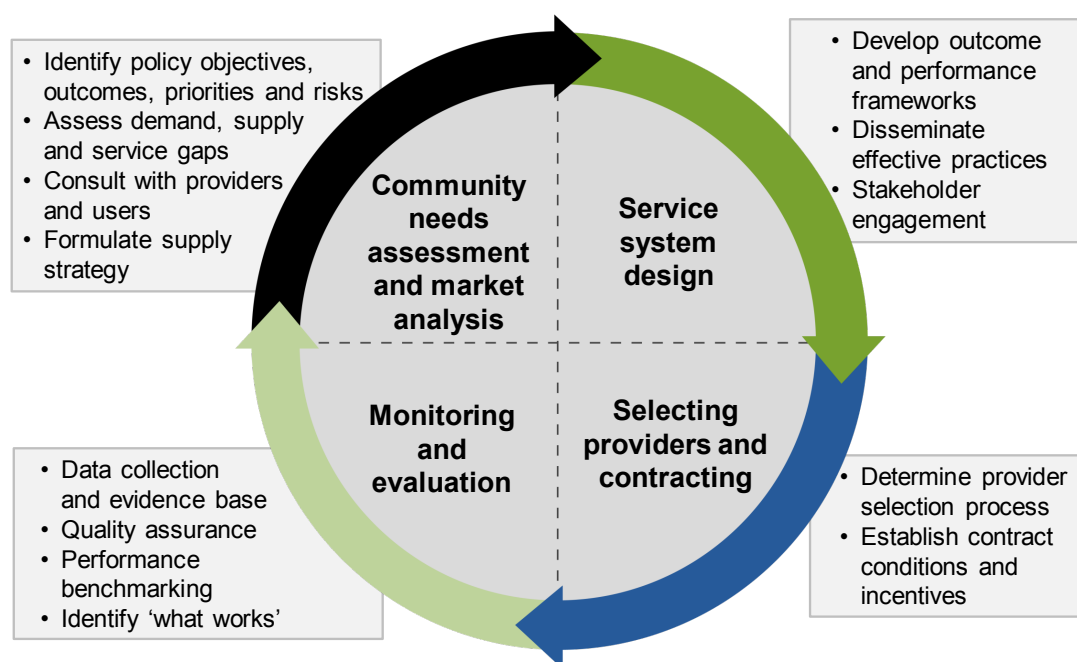 • Identify policy objectives,
outcomes, priorities and risks
• Assess demand, supply
and service gaps
• Consult with providers
and users
• Formulate supply
strategy
• Develop outcome
and performance
frameworks
• Disseminate
effective practices
• Stakeholder
engagement
Community
needs
assessment
and market
analysis
Service
system
design
Monitoring
and
evaluation
Selecting
providers and
contracting
• Data collection
and evidence base
• Quality assurance
• Performance
benchmarking
• Identify ‘what works’
• Determine provider
selection process
• Establish contract
conditions and
incentives